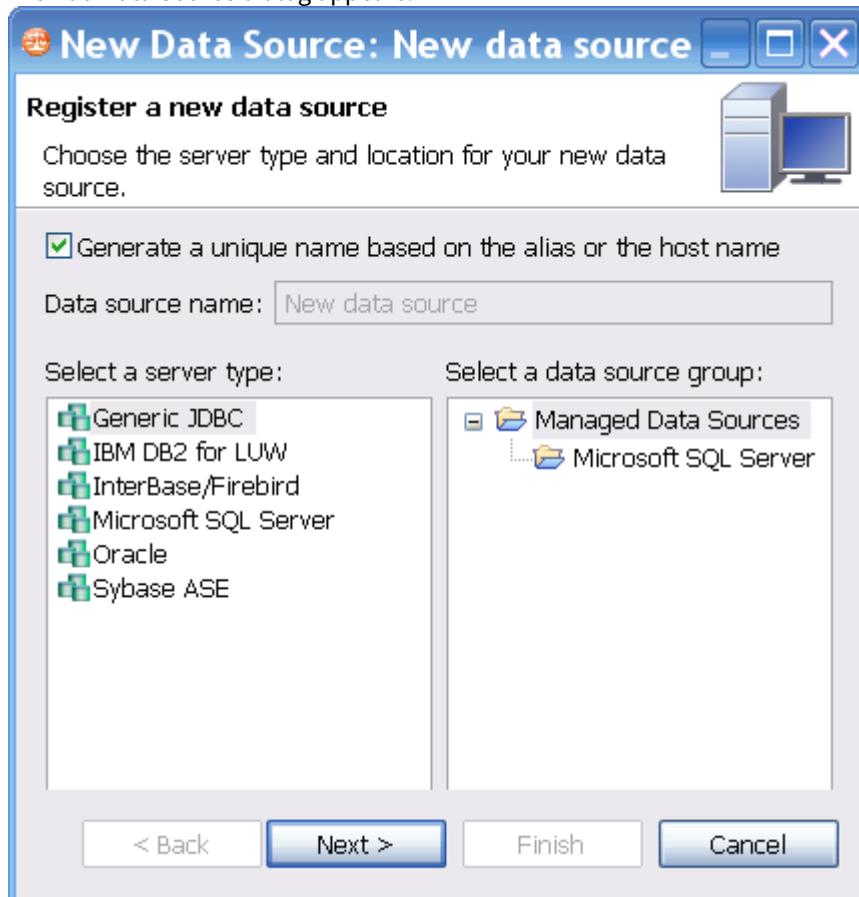 New Data Source: New data source
Register a new data source
Choose the server type and location for your new data
source.
Generate a unique name based on the alias or the host name
Data source name: New data source
Select a server type: Select a data source group:
Generic JDBC
IBM DB2 for LUW
InterBase/Firebird
Microsoft SQL Server
Oracle
Sybase ASE
Managed Data Sources
Microsoft SQL Server
< Back Next > Finish Cancel